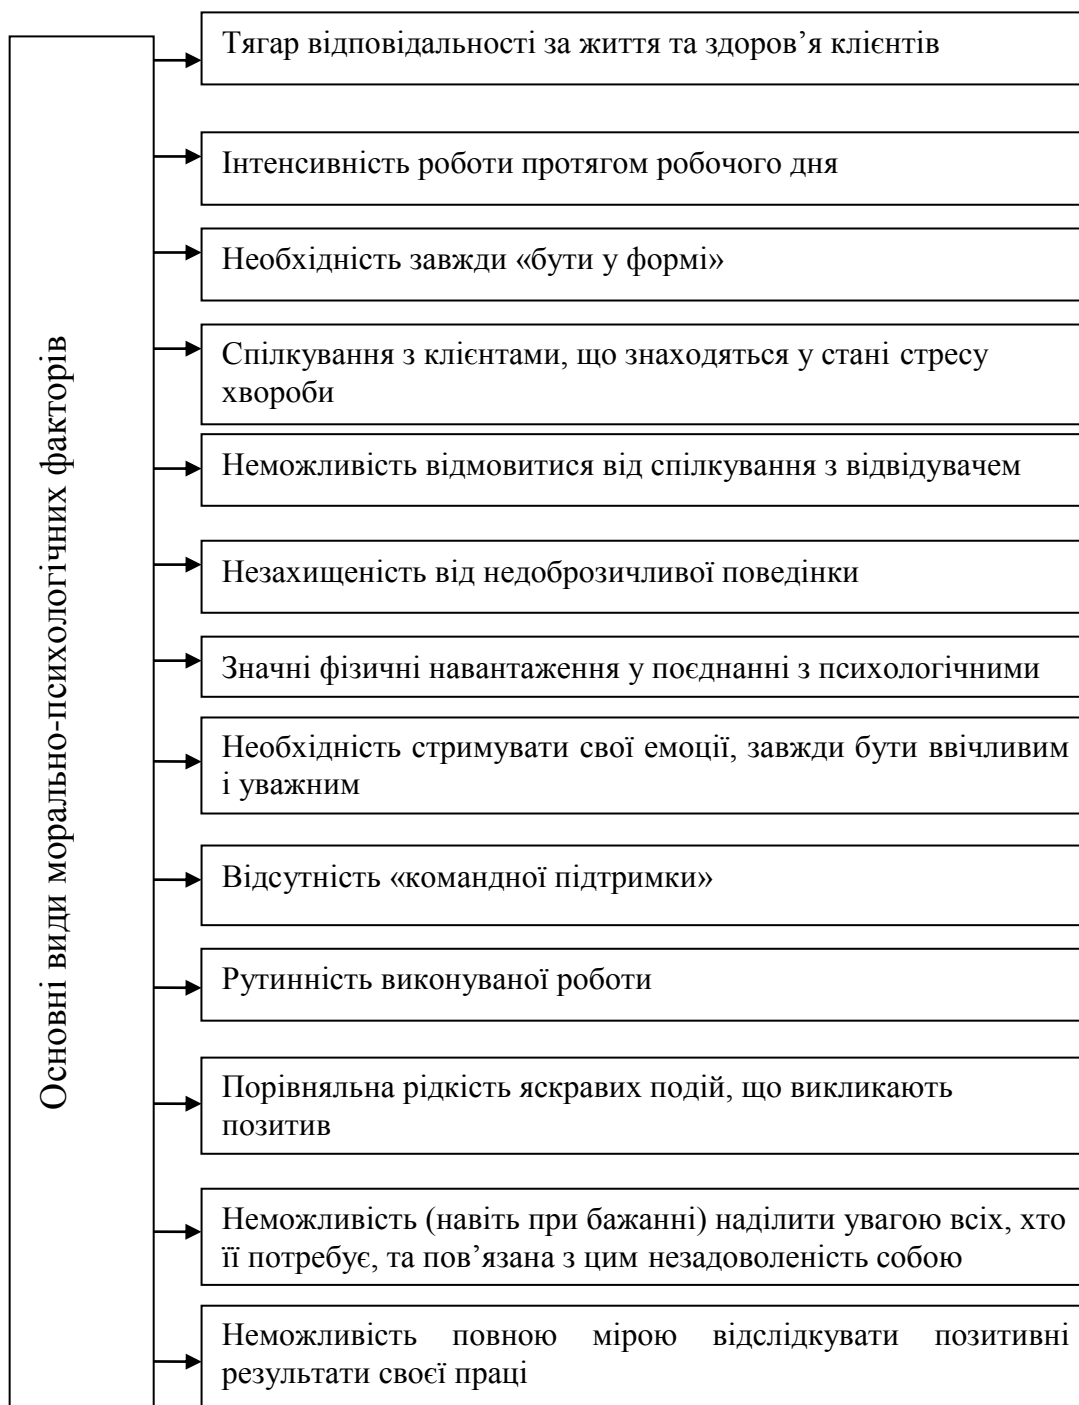 Основні види морально-психологічних факторів
Тягар відповідальності за життя та здоров’я клієнтів
Інтенсивність роботи протягом робочого дня
Необхідність завжди «бути у формі»
Спілкування з клієнтами, що знаходяться у стані стресу
хвороби
Неможливість відмовитися від спілкування з відвідувачем
Незахищеність від недоброзичливої поведінки
Значні фізичні навантаження у поєднанні з психологічними
Необхідність стримувати свої емоції, завжди бути ввічливим
і уважним
Відсутність «командної підтримки»
Рутинність виконуваної роботи
Порівняльна рідкість яскравих подій, що викликають
позитив
Неможливість (навіть при бажанні) наділити увагою всіх, хто
її потребує, та пов’язана з цим незадоволеність собою
Неможливість повною мірою відслідкувати позитивні
результати своєї праці